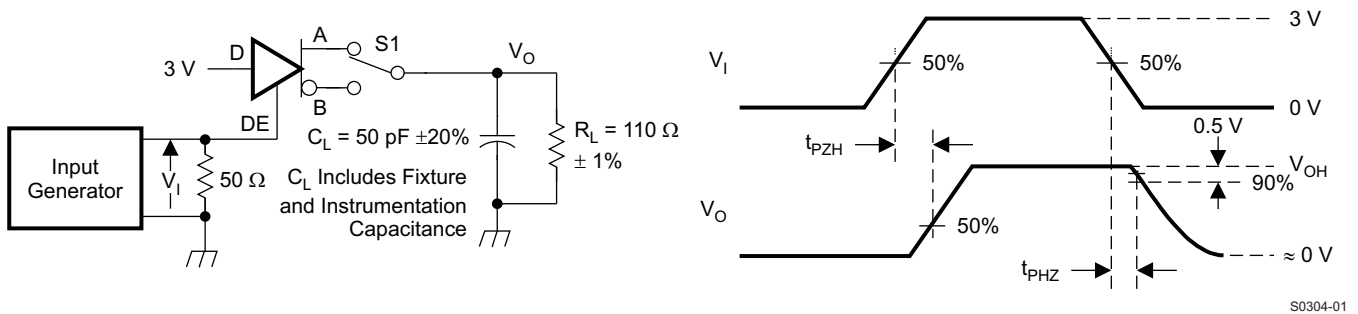 A
S1
D
3 V
B
DE
V_O
Input
Generator
V_I
50 Ω
C_L = 50 pF ±20%
C_L Includes Fixture
and Instrumentation
Capacitance
R_L = 110 Ω
± 1%
V_I
50%
50%
3 V
0 V
t_PZH
0.5 V
V_OH
90%
V_O
50%
t_PHZ
≈ 0 V
S0304-01